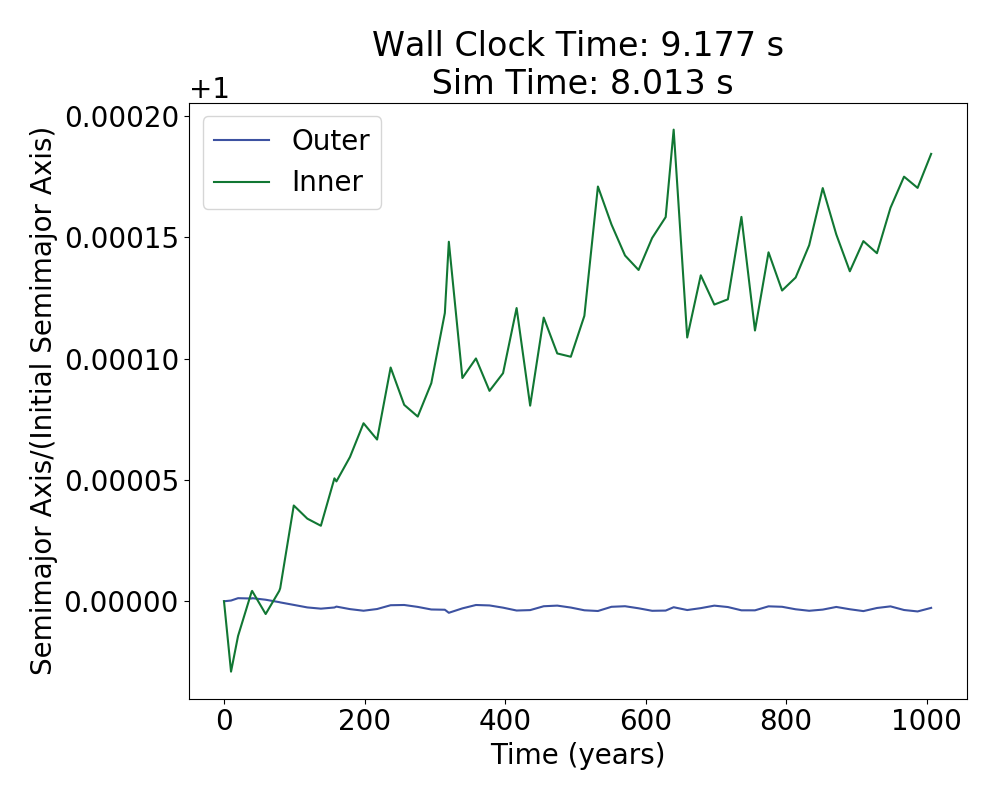 Wall Clock Time: 9.177 s
Sim Time: 8.013 s
+1
0.00020
0.00015
0.00010
0.00005
0.00000
Semimajor Axis/(Initial Semimajor Axis)
Outer
Inner
0 200 400 600 800 1000
Time (years)